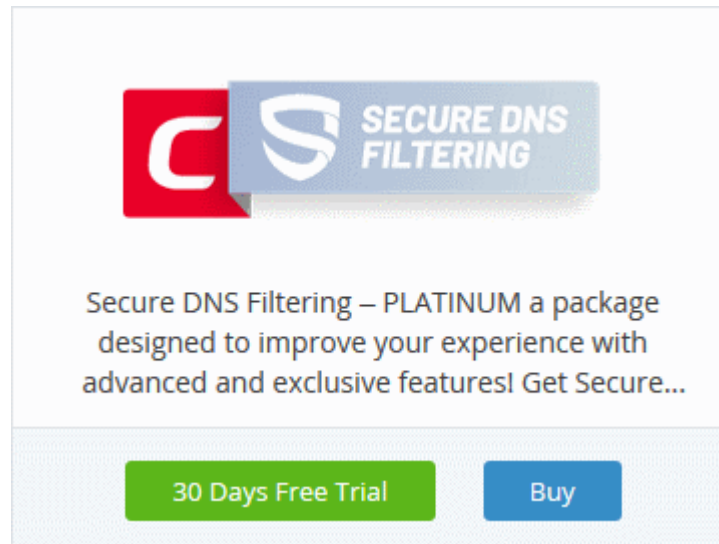 C
S SECURE DNS
FILTERING
Secure DNS Filtering – PLATINUM a package
designed to improve your experience with
advanced and exclusive features! Get Secure...
30 Days Free Trial
Buy